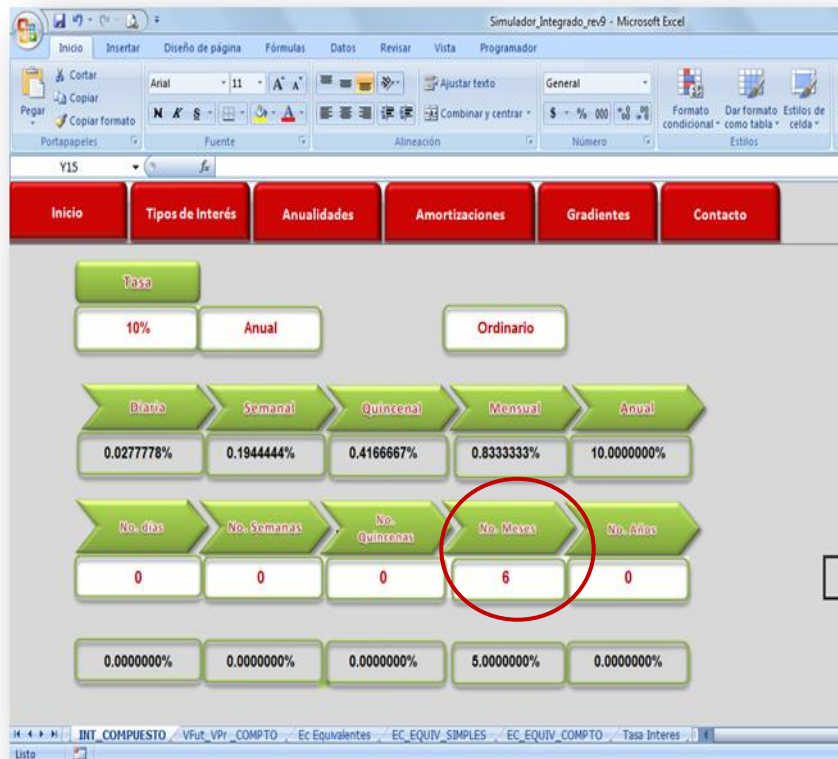 Simulador_Integrado_rev9 - Microsoft Excel
Inicio Insertar Diseño de página Fórmulas Datos Revisar Vista Programador
Pegar
Cortar
Copiar
Copiar formato
Portapapeles
Arial 11
N K S
Fuente
Ajustar texto
Combinar y centrar
Alineación
General
$ % 000
Número
Formato condicional
Dar formato como tabla
Estilos de celda
Estilos
Y15 fx
Inicio Tipos de Interés Anualidades Amortizaciones Gradientes Contacto
Tasa
10% Anual Ordinario
Diaria Semanal Quincenal Mensual Anual
0.0277778% 0.1944444% 0.4166667% 0.8333333% 10.0000000%
No. días No. Semanas No. Quincenas No. Meses No. Años
0 0 0 6 0
0.0000000% 0.0000000% 0.0000000% 5.0000000% 0.0000000%
INT_COMPUESTO VFut_VPr_COMPTO Ec Equivalentes EC_EQUIV_SIMPLES EC_EQUIV_COMPTO Tasa Interes
Listo